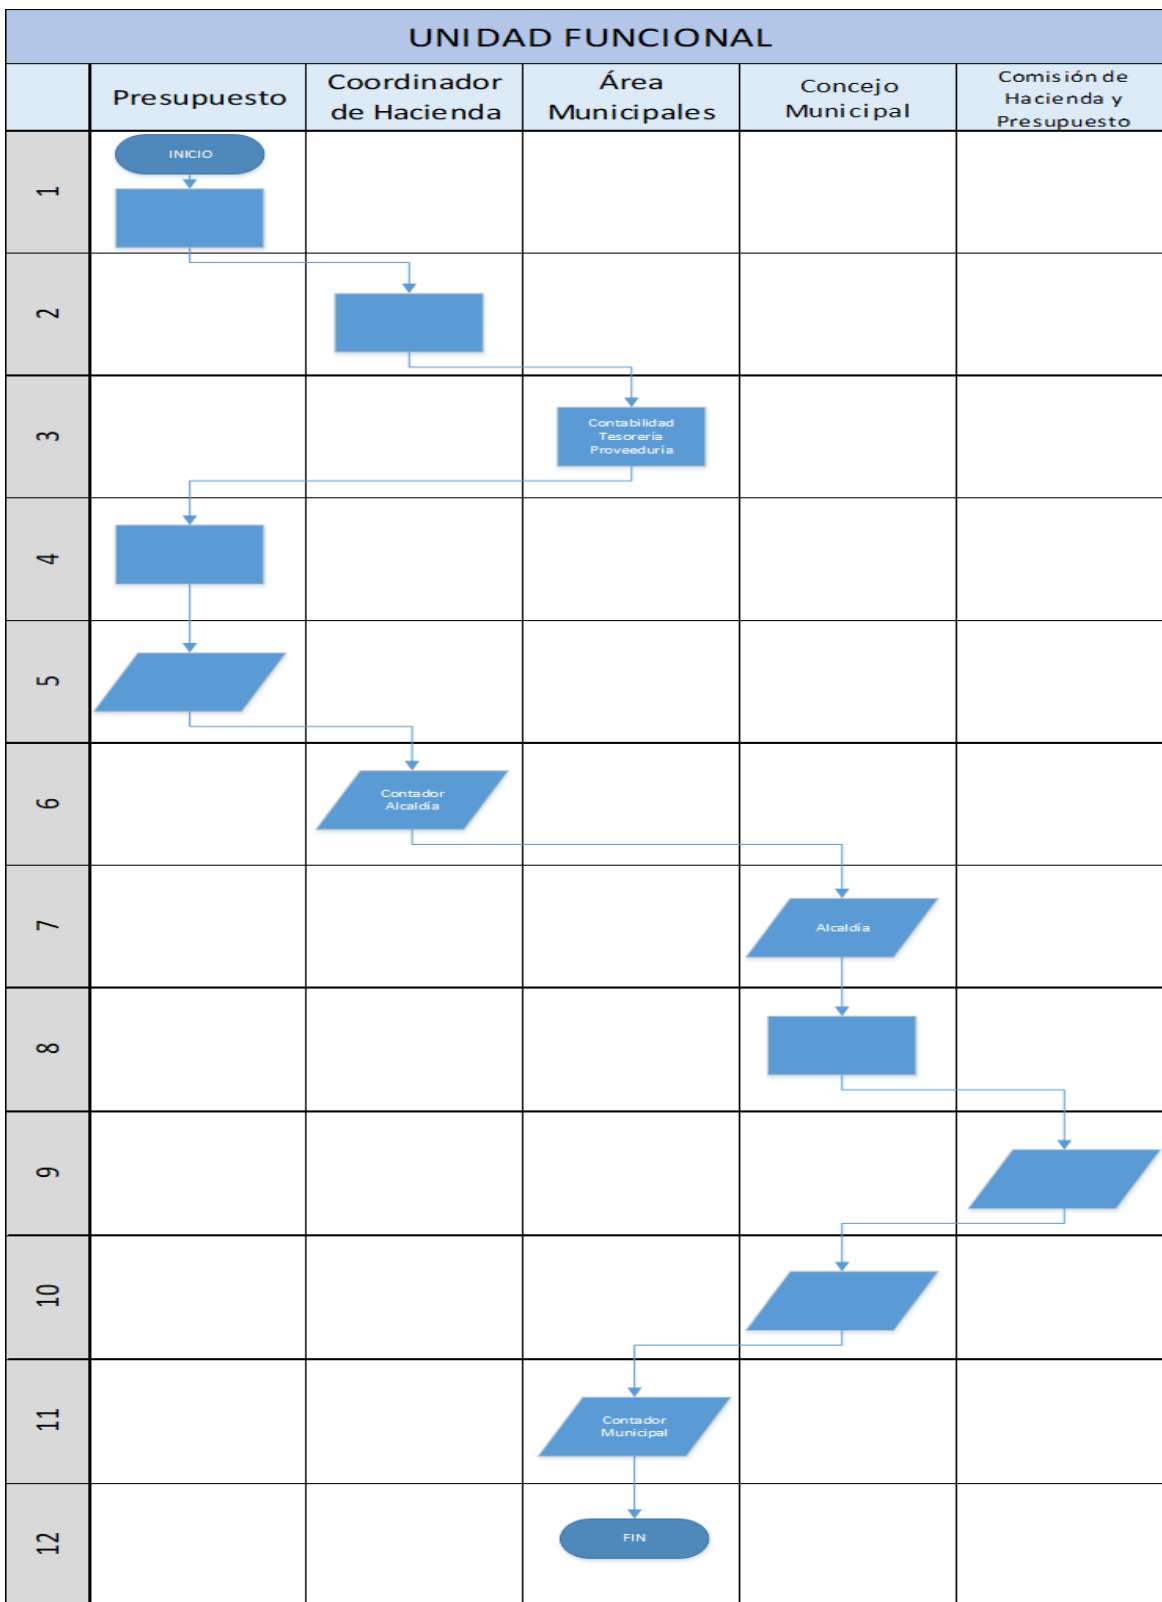 UNIDAD FUNCIONAL
Presupuesto
Coordinador
de Hacienda
Área
Municipales
Concejo
Municipal
Comisión de
Hacienda y
Presupuesto
1
INICIO
2
3
Contabilidad
Tesorería
Proveeduría
4
5
6
Contador
Alcaldía
7
Alcaldía
8
9
10
11
Contador
Municipal
12
FIN